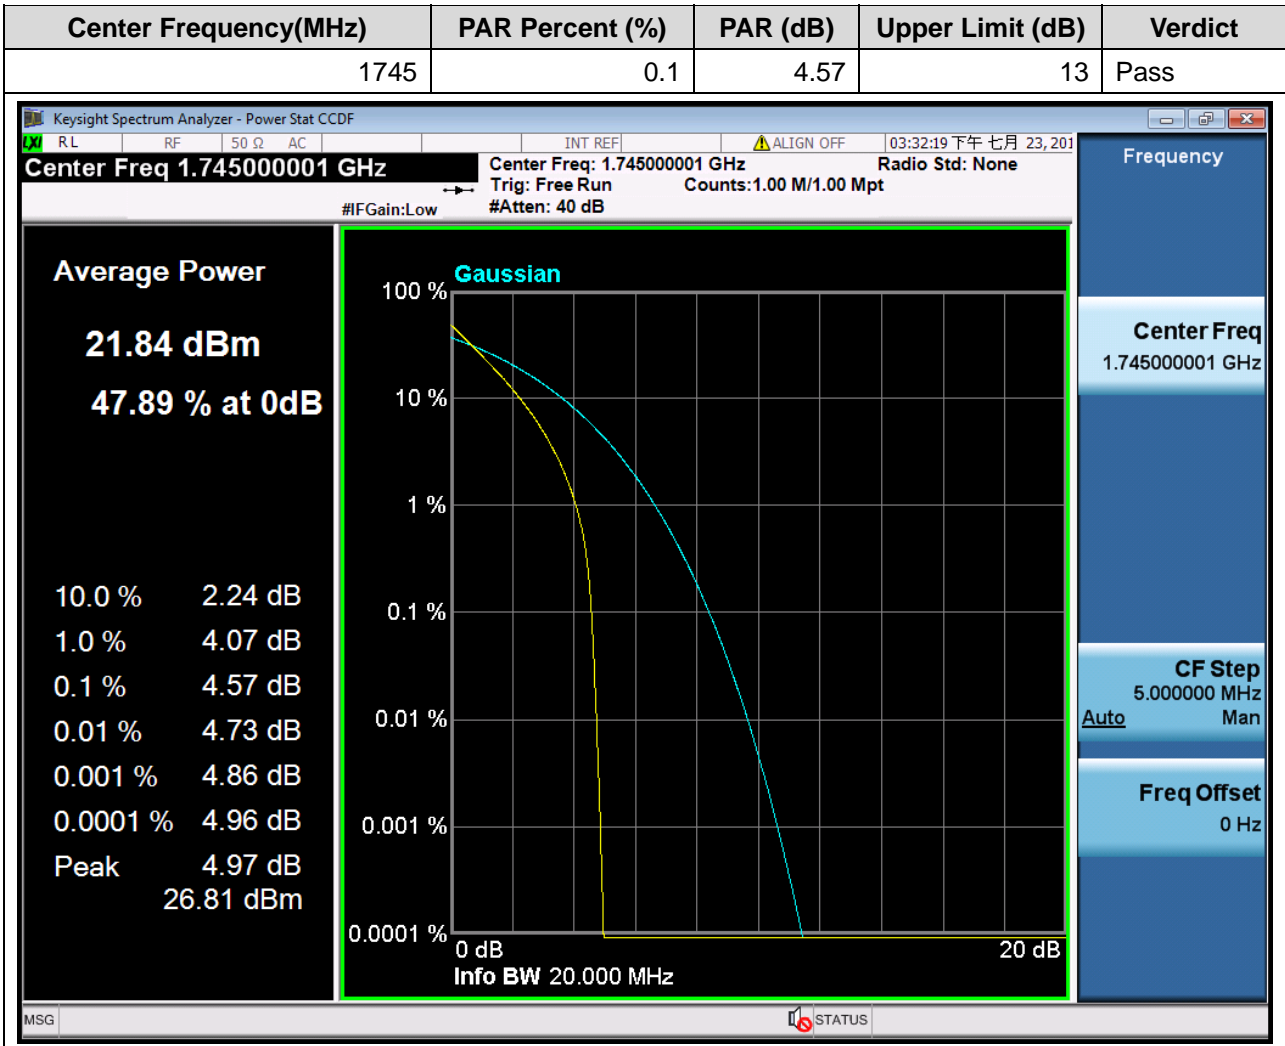 Center Frequency(MHz) PAR Percent (%) PAR (dB) Upper Limit (dB) Verdict
1745 0.1 4.57 13 Pass
Keysight Spectrum Analyzer - Power Stat CCDF
LXI RL RF 50 Ω AC INT REF ALIGN OFF 03:32:19 下午 七月 23, 201
Center Freq 1.745000001 GHz
Center Freq: 1.745000001 GHz Radio Std: None
Trig: Free Run Counts:1.00 M/1.00 Mpt
#IFGain:Low #Atten: 40 dB
Average Power
21.84 dBm
47.89 % at 0dB
10.0 % 2.24 dB
1.0 % 4.07 dB
0.1 % 4.57 dB
0.01 % 4.73 dB
0.001 % 4.86 dB
0.0001 % 4.96 dB
Peak 4.97 dB
26.81 dBm
Gaussian
100 %
10 %
1 %
0.1 %
0.01 %
0.001 %
0.0001 %
0 dB 20 dB
Info BW 20.000 MHz
Frequency
Center Freq
1.745000001 GHz
CF Step
5.000000 MHz
Auto Man
Freq Offset
0 Hz
MSG STATUS